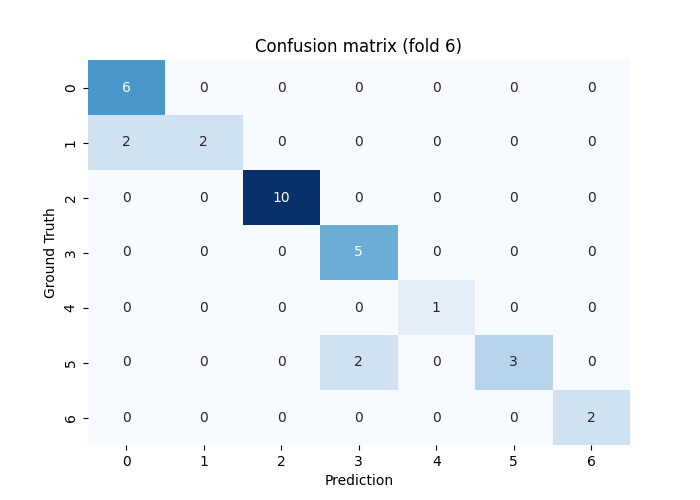 Confusion matrix (fold 6)
Ground Truth
0 6 0 0 0 0 0 0
1 2 2 0 0 0 0 0
2 0 0 10 0 0 0 0
3 0 0 0 5 0 0 0
4 0 0 0 0 1 0 0
5 0 0 0 2 0 3 0
6 0 0 0 0 0 0 2
0 1 2 3 4 5 6
Prediction